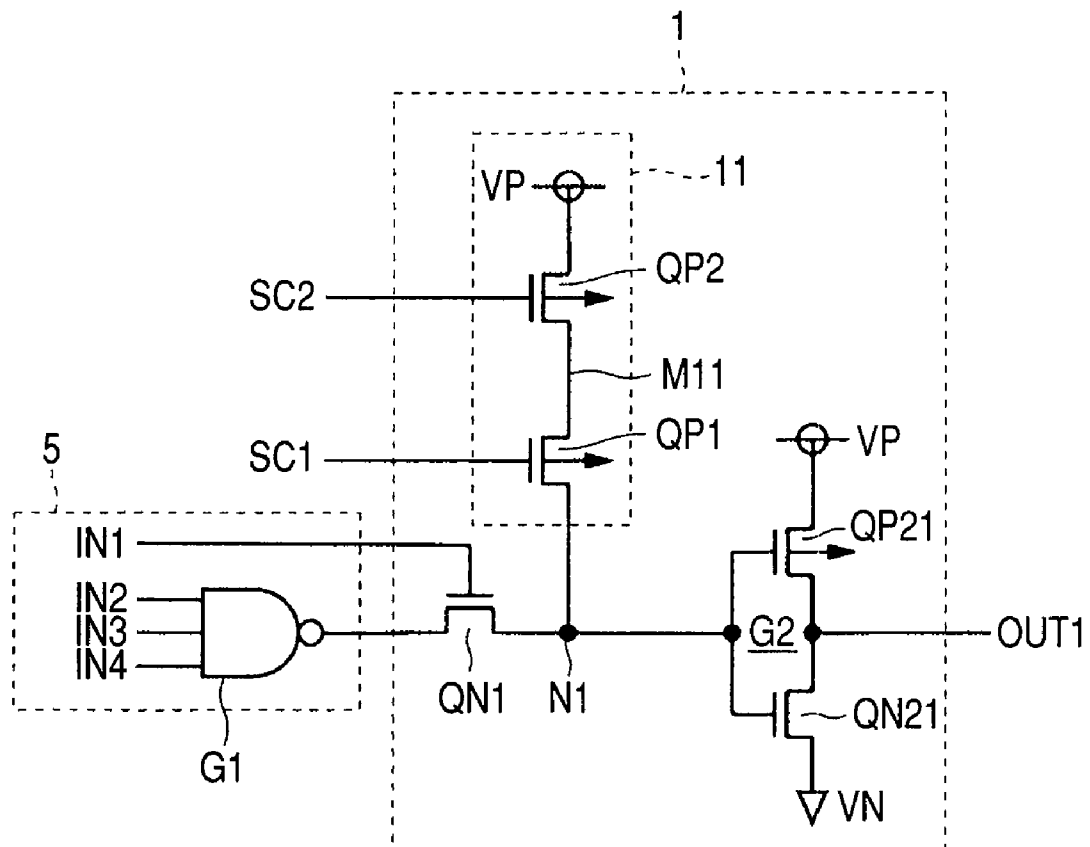 1
11
VP
QP2
SC2
M11
QP1
SC1
VP
5
QP21
IN1
IN2
IN3
IN4
G2
OUT1
QN1
N1
QN21
G1
VN